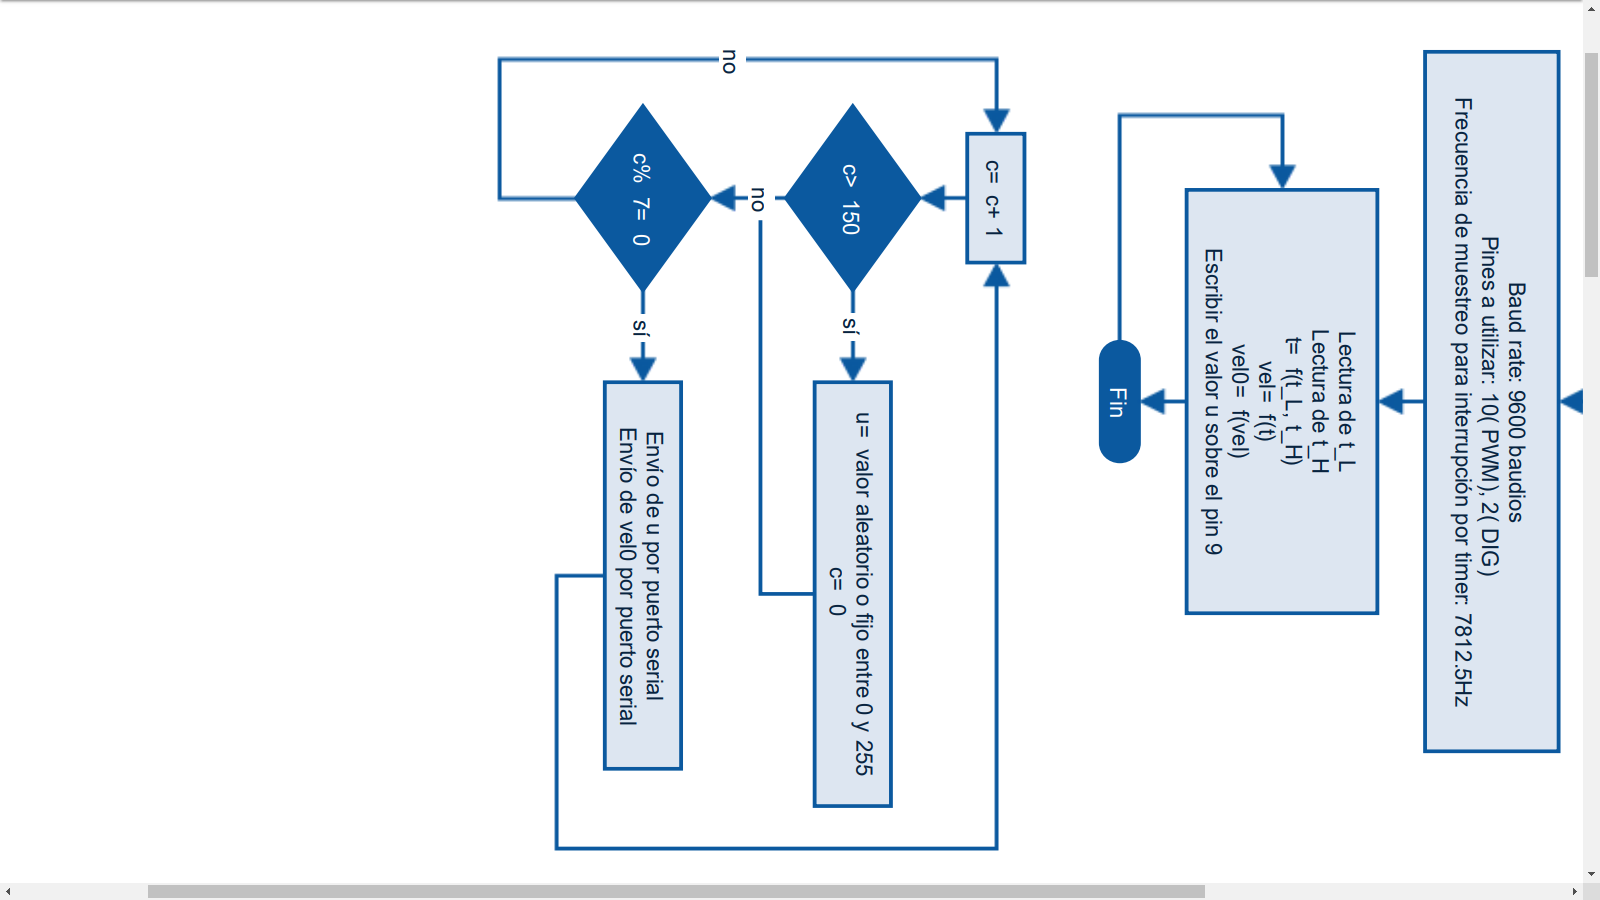 Baud rate: 9600 baudios
Pines a utilizar: 10( PWM), 2( DIG)
Frecuencia de muestreo para interrupción por timer: 7812.5Hz
Lectura de t_L
Lectura de t_H
t= f(t_L, t_H)
vel= f(t)
vel0= f(vel)
Escribir el valor u sobre el pin 9
Fin
c= c+ 1
c> 150
sí
no
u= valor aleatorio o fijo entre 0 y 255
c= 0
c% 7= 0
sí
no
Envío de u por puerto serial
Envío de vel0 por puerto serial